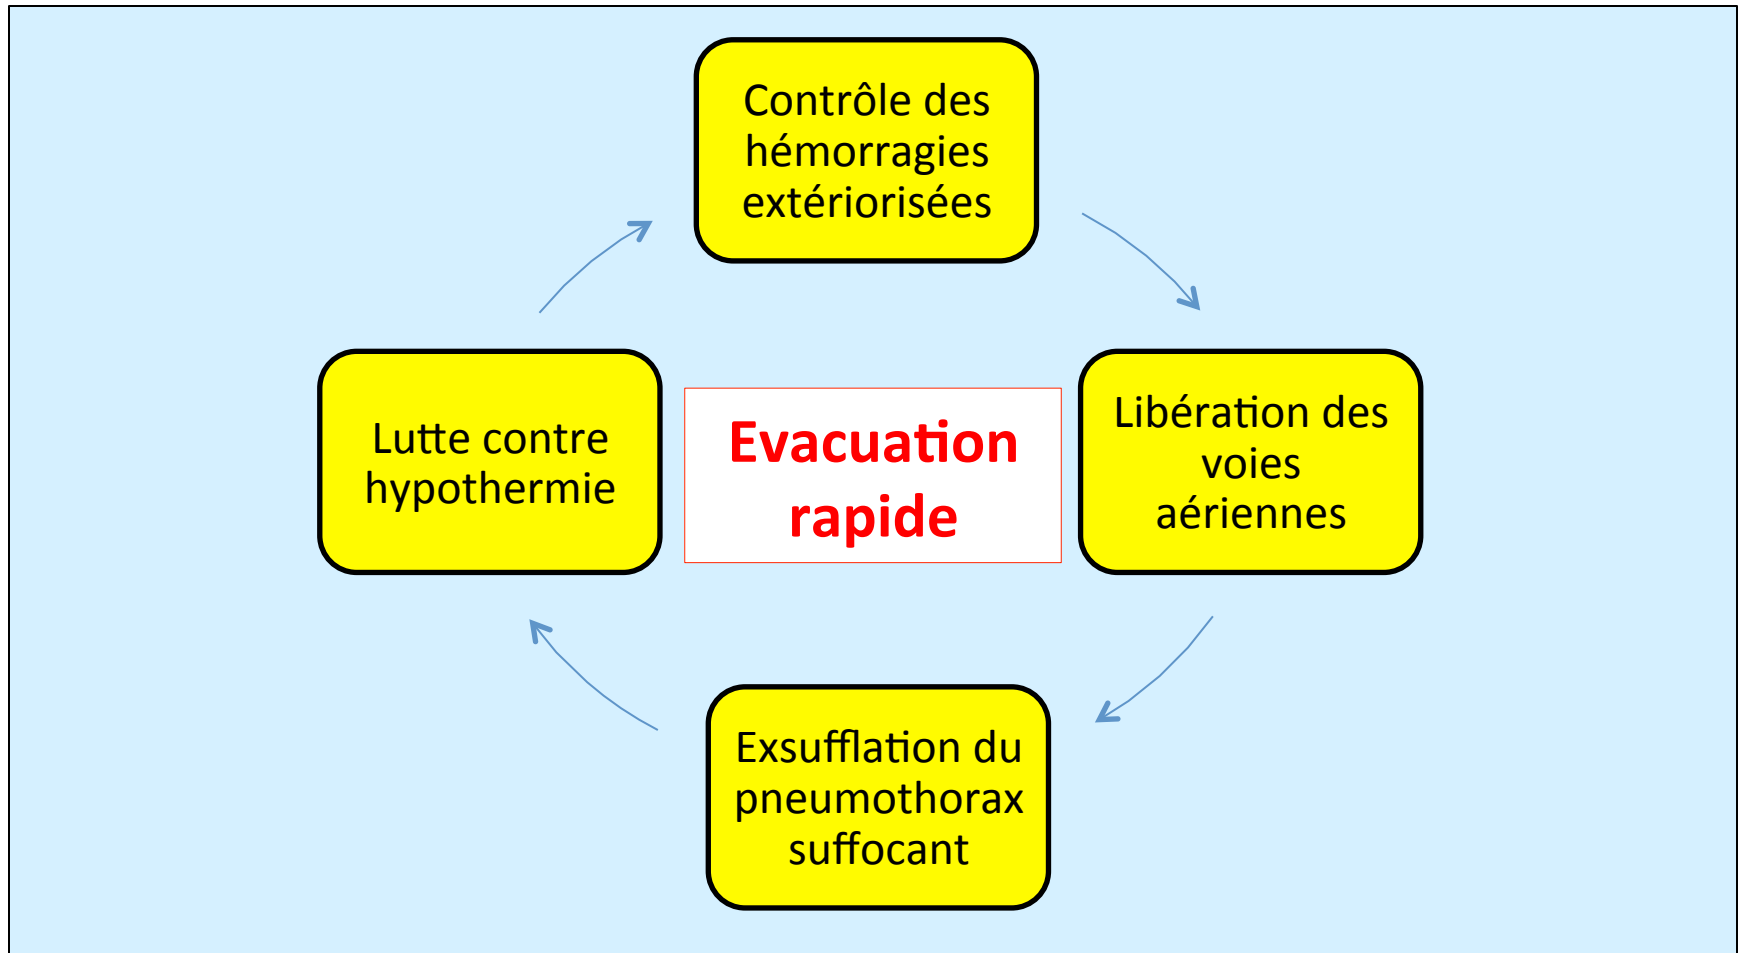 Contrôle des
hémorragies
extériorisées
Lutte contre
hypothermie
Evacuation
rapide
Libération des
voies
aériennes
Exsufflation du
pneumothorax
suffocant